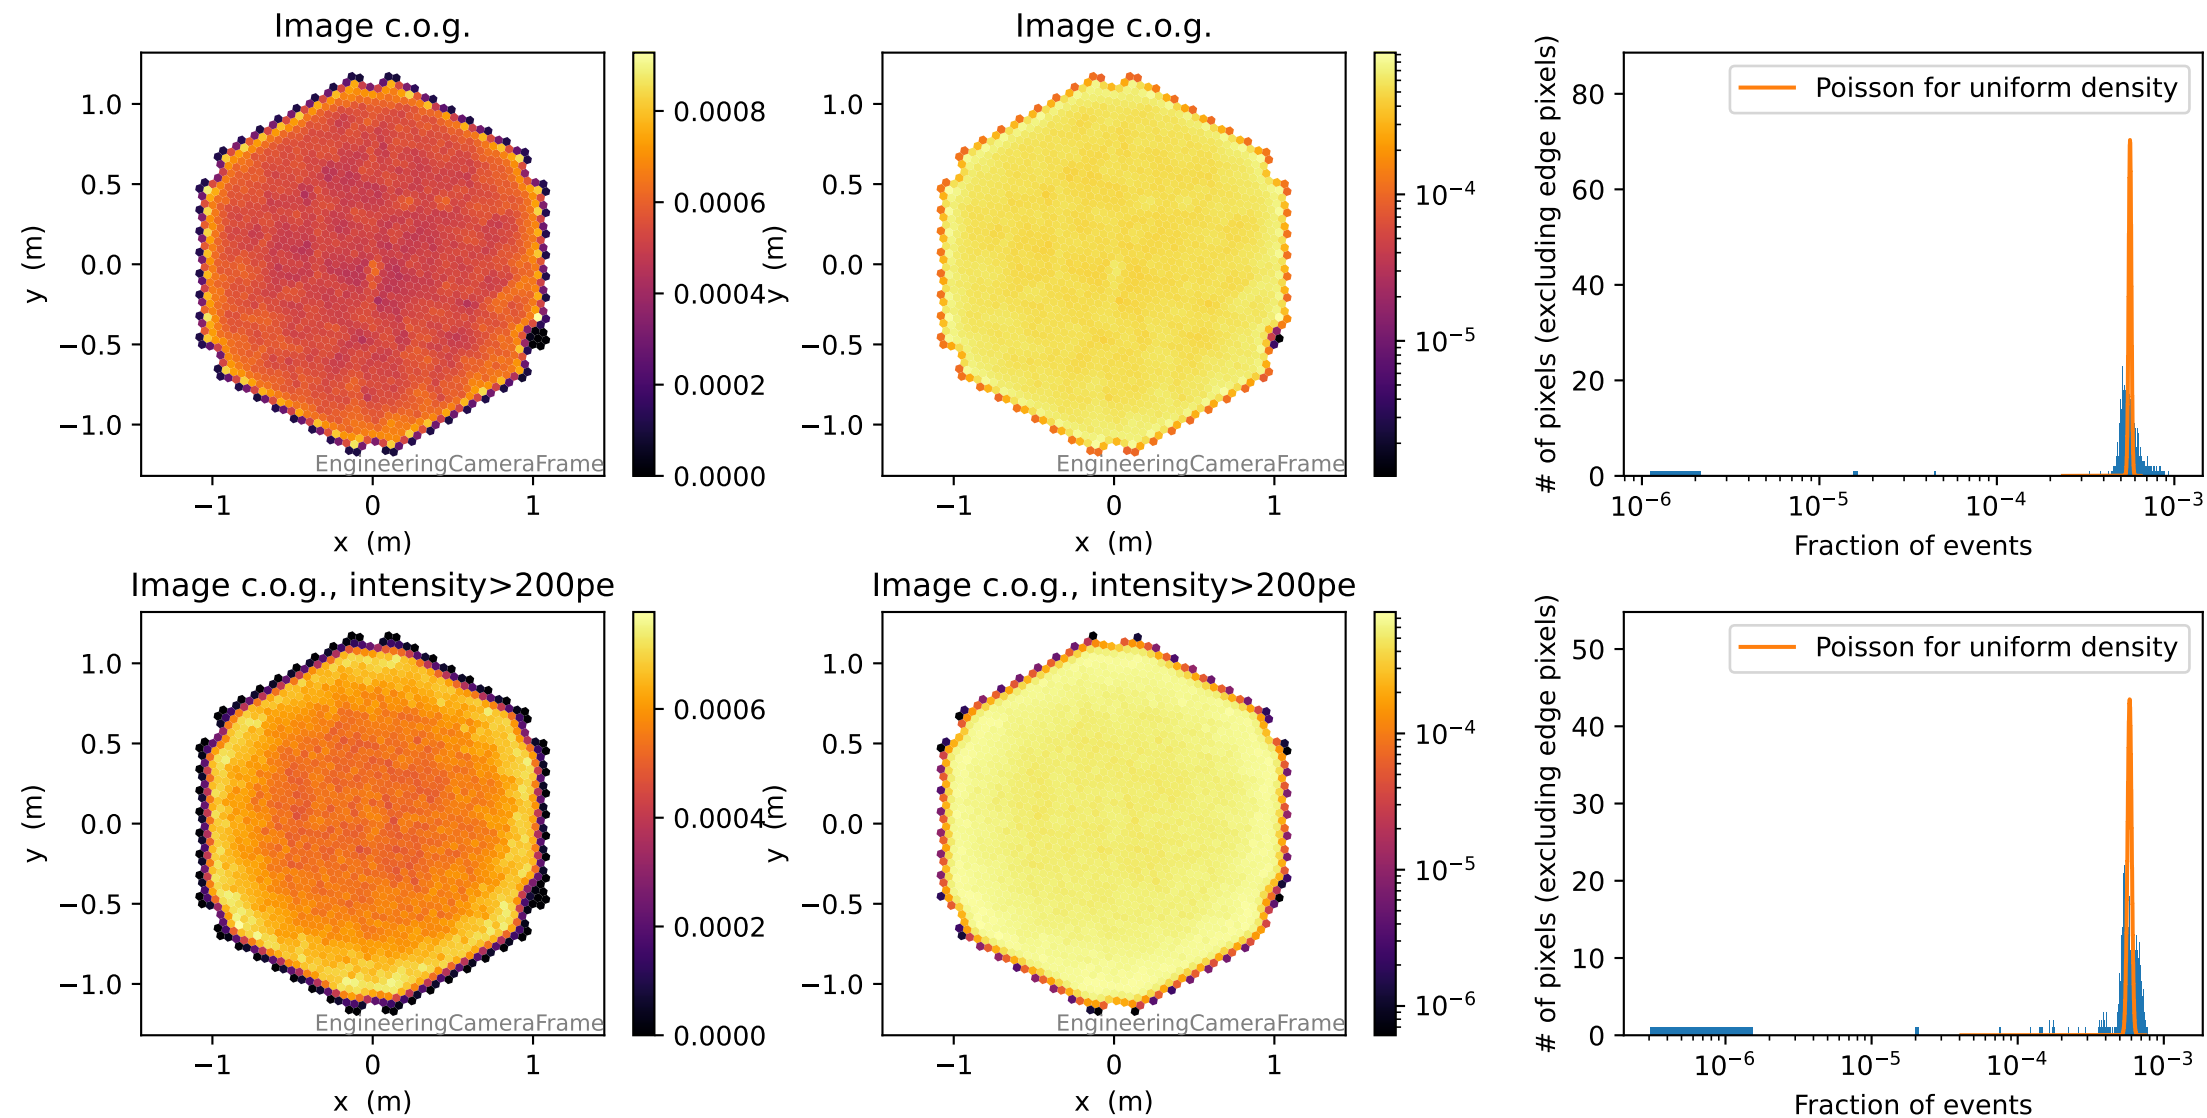 Image c.o.g.
1.0
0.5
0.0
−0.5
−1.0
y (m)
−1
0
1
x (m)
EngineeringCameraFrame
0.0008
0.0006
0.0004
0.0002
0.0000
Image c.o.g.
1.0
0.5
0.0
−0.5
−1.0
y (m)
−1
0
1
x (m)
EngineeringCameraFrame
10⁻⁴
10⁻⁵
Poisson for uniform density
80
60
40
20
0
# of pixels (excluding edge pixels)
10⁻⁶
10⁻⁵
10⁻⁴
10⁻³
Fraction of events
Image c.o.g., intensity>200pe
1.0
0.5
0.0
−0.5
−1.0
y (m)
−1
0
1
x (m)
EngineeringCameraFrame
0.0006
0.0004
0.0002
0.0000
Image c.o.g., intensity>200pe
1.0
0.5
0.0
−0.5
−1.0
y (m)
−1
0
1
x (m)
EngineeringCameraFrame
10⁻⁴
10⁻⁵
10⁻⁶
Poisson for uniform density
50
40
30
20
10
0
# of pixels (excluding edge pixels)
10⁻⁶
10⁻⁵
10⁻⁴
10⁻³
Fraction of events